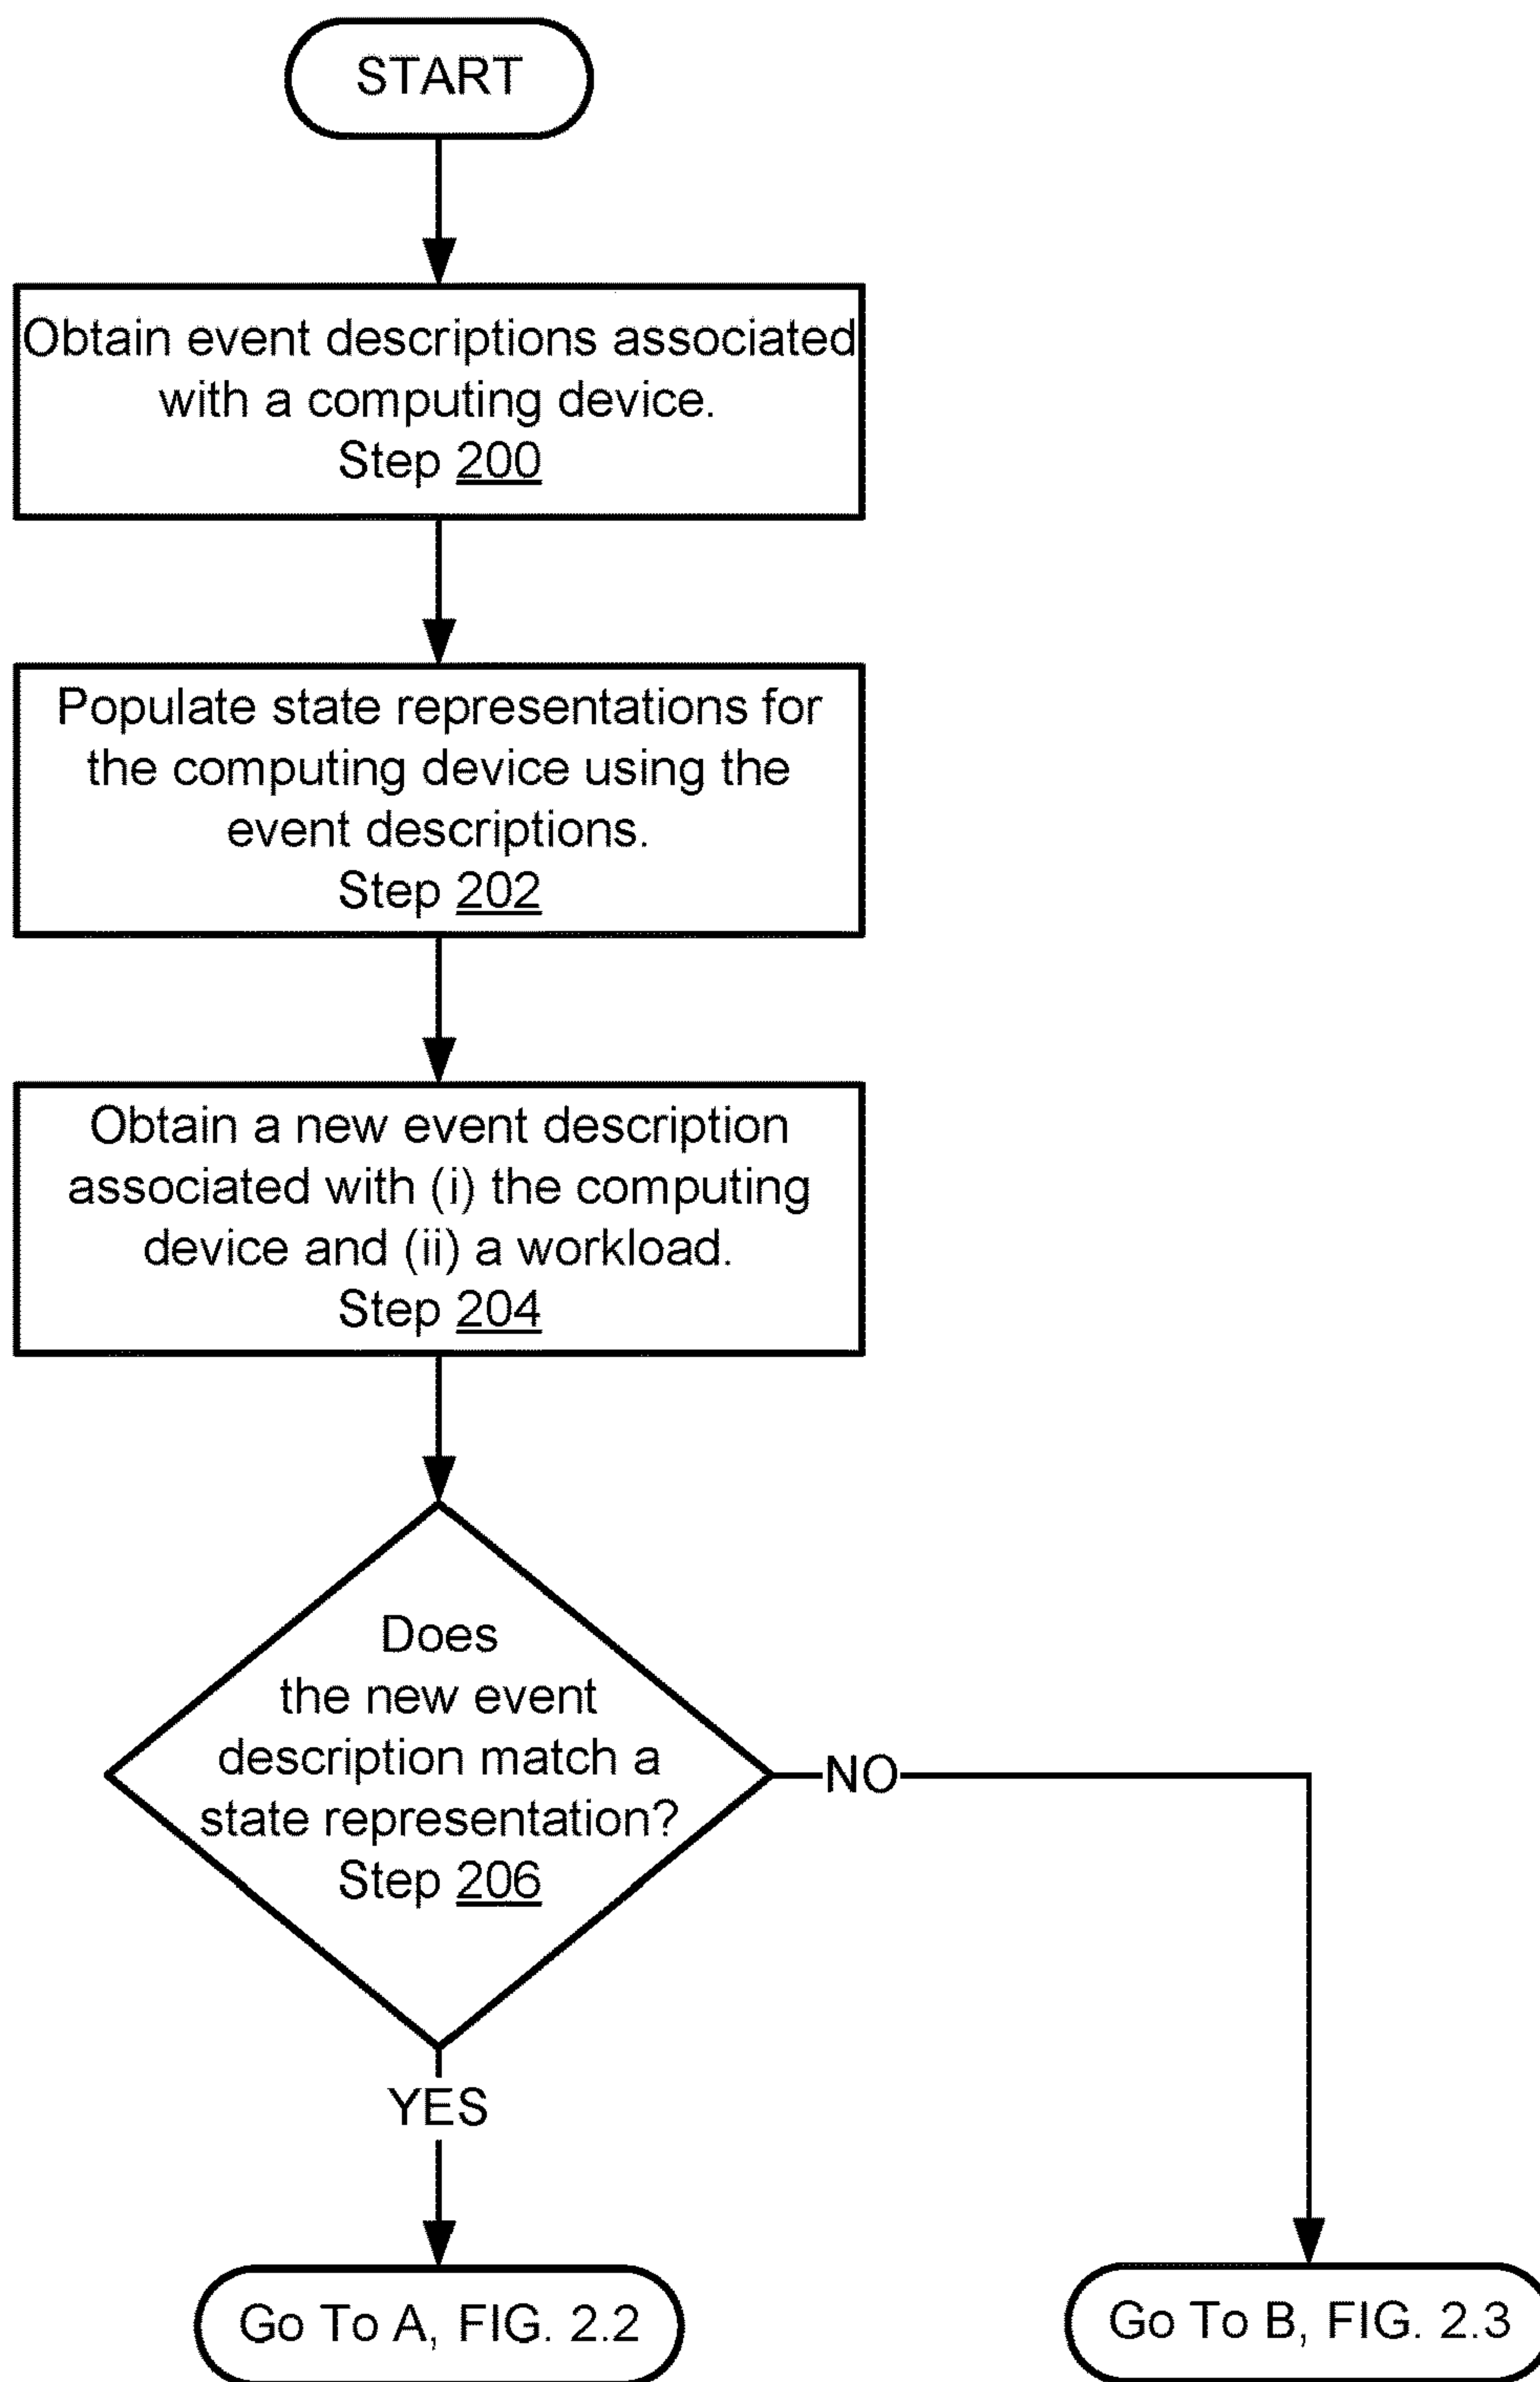 START
Obtain event descriptions associated
with a computing device.
Step 200
Populate state representations for
the computing device using the
event descriptions.
Step 202
Obtain a new event description
associated with (i) the computing
device and (ii) a workload.
Step 204
Does
the new event
description match a
state representation?
Step 206
NO
YES
Go To A, FIG. 2.2
Go To B, FIG. 2.3